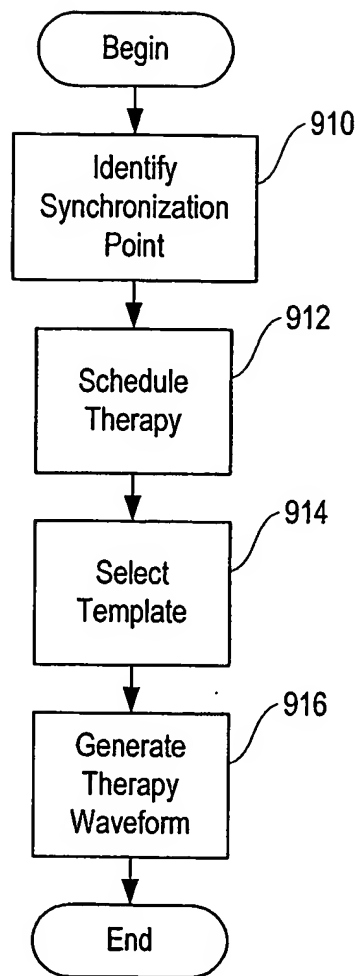 Begin
910
Identify
Synchronization
Point
912
Schedule
Therapy
914
Select
Template
916
Generate
Therapy
Waveform
End